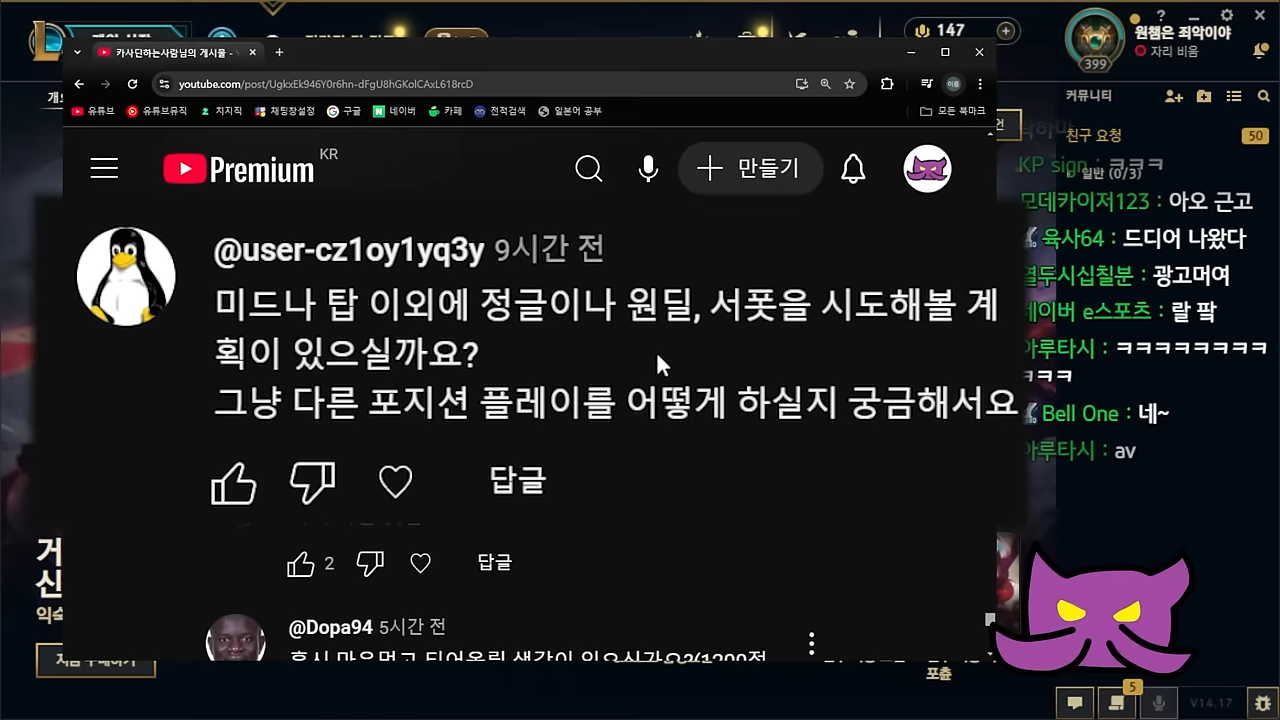 147
원챔은 죄악이야
자리 비움
399
카사딘하는사람님의 게시물 -
youtube.com/post/UgkxEk946Y0r6hn-dFgU8hGKolCAxL618rcD
유튜브 유튜브뮤직 치지직 채팅창설정 구글 네이버 카페 전적검색 일본어 공부 모든 북마크
커뮤니티
친구 요청 50
Premium KR
만들기
KP sign : ㅋㅋㅋ
일반 (0/3)
모데카이저123 : 아오 근고
육사64 : 드디어 나왔다
열두시십칠분 : 광고머여
네이버 e스포츠 : 랄 팤
아루타시 : ㅋㅋㅋㅋㅋㅋㅋㅋ
ㅋㅋㅋ
Bell One : 네~
아루타시 : av
@user-cz1oy1yq3y 9시간 전
미드나 탑 이외에 정글이나 원딜, 서폿을 시도해볼 계
획이 있으실까요?
그냥 다른 포지션 플레이를 어떻게 하실지 궁금해서요
답글
2 답글
@Dopa94 5시간 전
5
V14.17